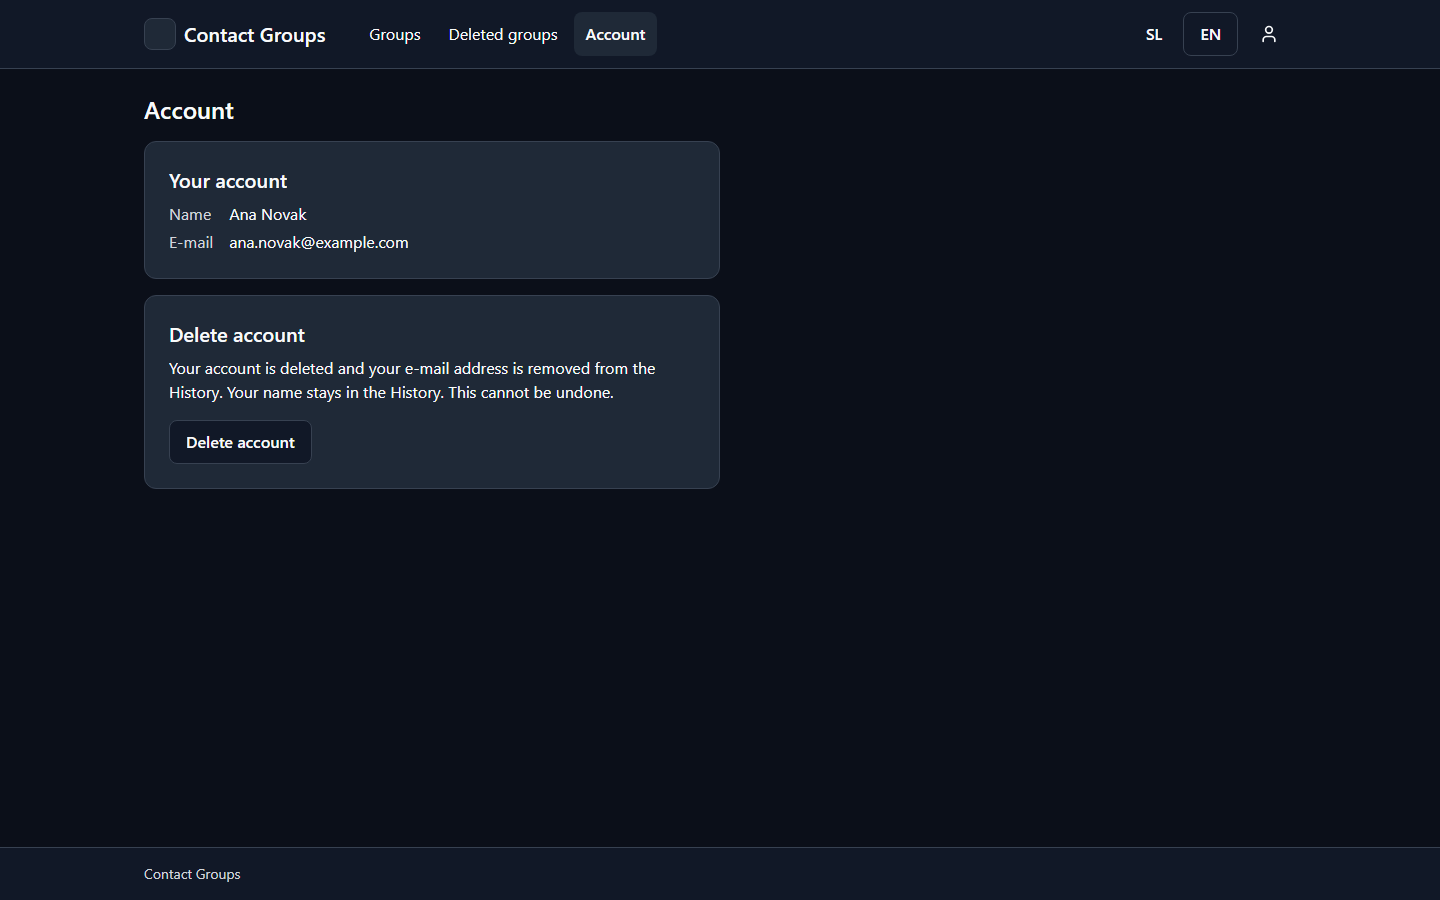 Contact Groups
Groups
Deleted groups
Account
SL
EN
Account
Your account
Name Ana Novak
E-mail ana.novak@example.com
Delete account
Your account is deleted and your e-mail address is removed from the
History. Your name stays in the History. This cannot be undone.
Delete account
Contact Groups